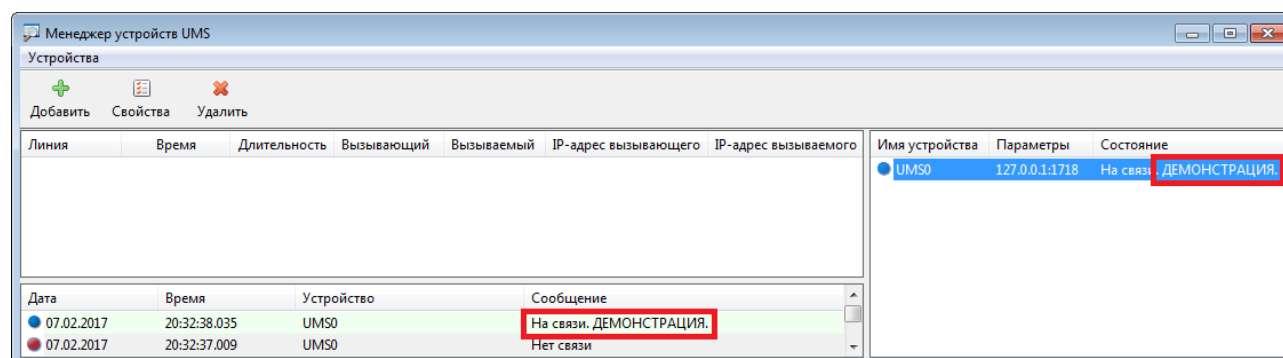 Менеджер устройств UMS
Устройства
Добавить Свойства Удалить
Линия Время Длительность Вызывающий Вызываемый IP-адрес вызывающего IP-адрес вызываемого
Имя устройства Параметры Состояние
UMS0 127.0.0.1:1718 На связи. ДЕМОНСТРАЦИЯ.
Дата Время Устройство Сообщение
07.02.2017 20:32:38.035 UMS0 На связи. ДЕМОНСТРАЦИЯ.
07.02.2017 20:32:37.009 UMS0 Нет связи